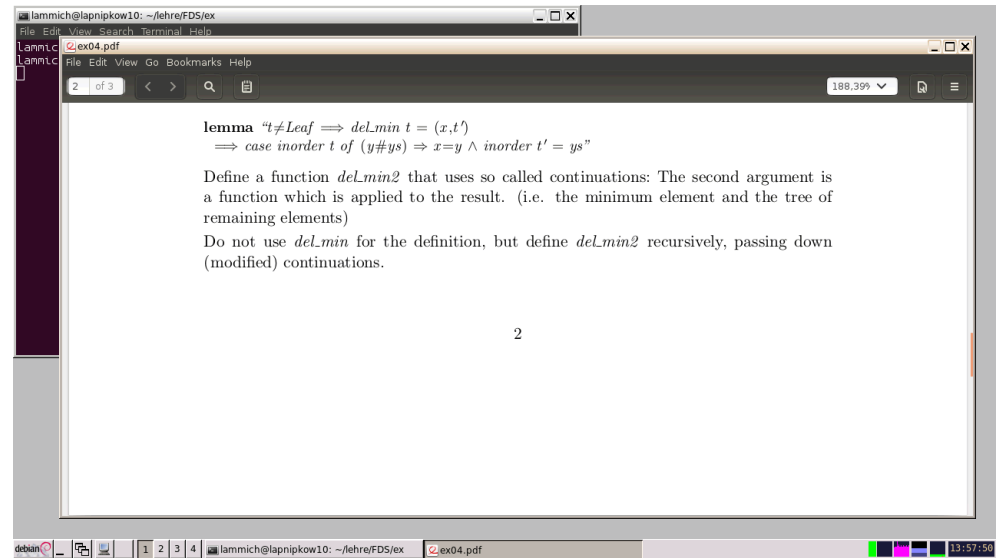 lammich@lapnipkow10: ~/lehre/FDS/ex
File Edit View Search Terminal Help
lammic
lammic
ex04.pdf
File Edit View Go Bookmarks Help
2 of 3
188,39%
lemma “t≠Leaf ⟹ del_min t = (x,t′)
⟹ case inorder t of (y#ys) ⇒ x=y ∧ inorder t′ = ys”
Define a function del_min2 that uses so called continuations: The second argument is
a function which is applied to the result. (i.e. the minimum element and the tree of
remaining elements)
Do not use del_min for the definition, but define del_min2 recursively, passing down
(modified) continuations.
2
debian 1 2 3 4 lammich@lapnipkow10: ~/lehre/FDS/ex ex04.pdf 13:57:50